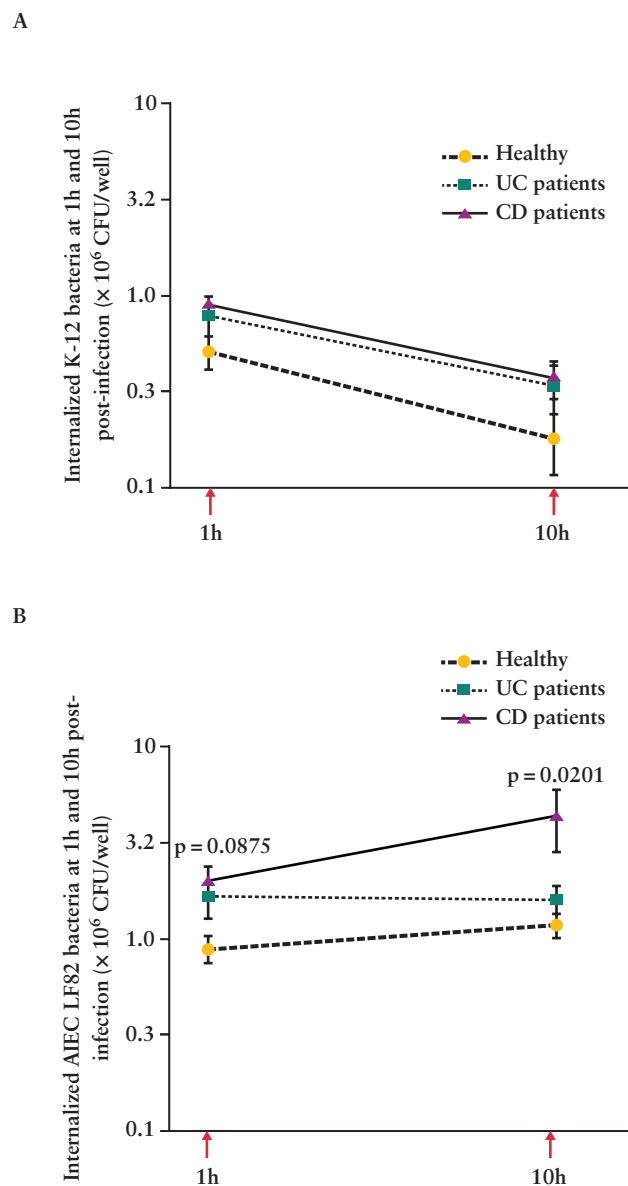 A
Internalized K-12 bacteria at 1h and 10h
post-infection (× 10⁶ CFU/well)
10
3.2
1.0
0.3
0.1
Healthy
UC patients
CD patients
1h
10h
B
Internalized AIEC LF82 bacteria at 1h and 10h post-
infection (× 10⁶ CFU/well)
Healthy
UC patients
CD patients
10
3.2
1.0
0.3
0.1
p = 0.0875
p = 0.0201
1h
10h